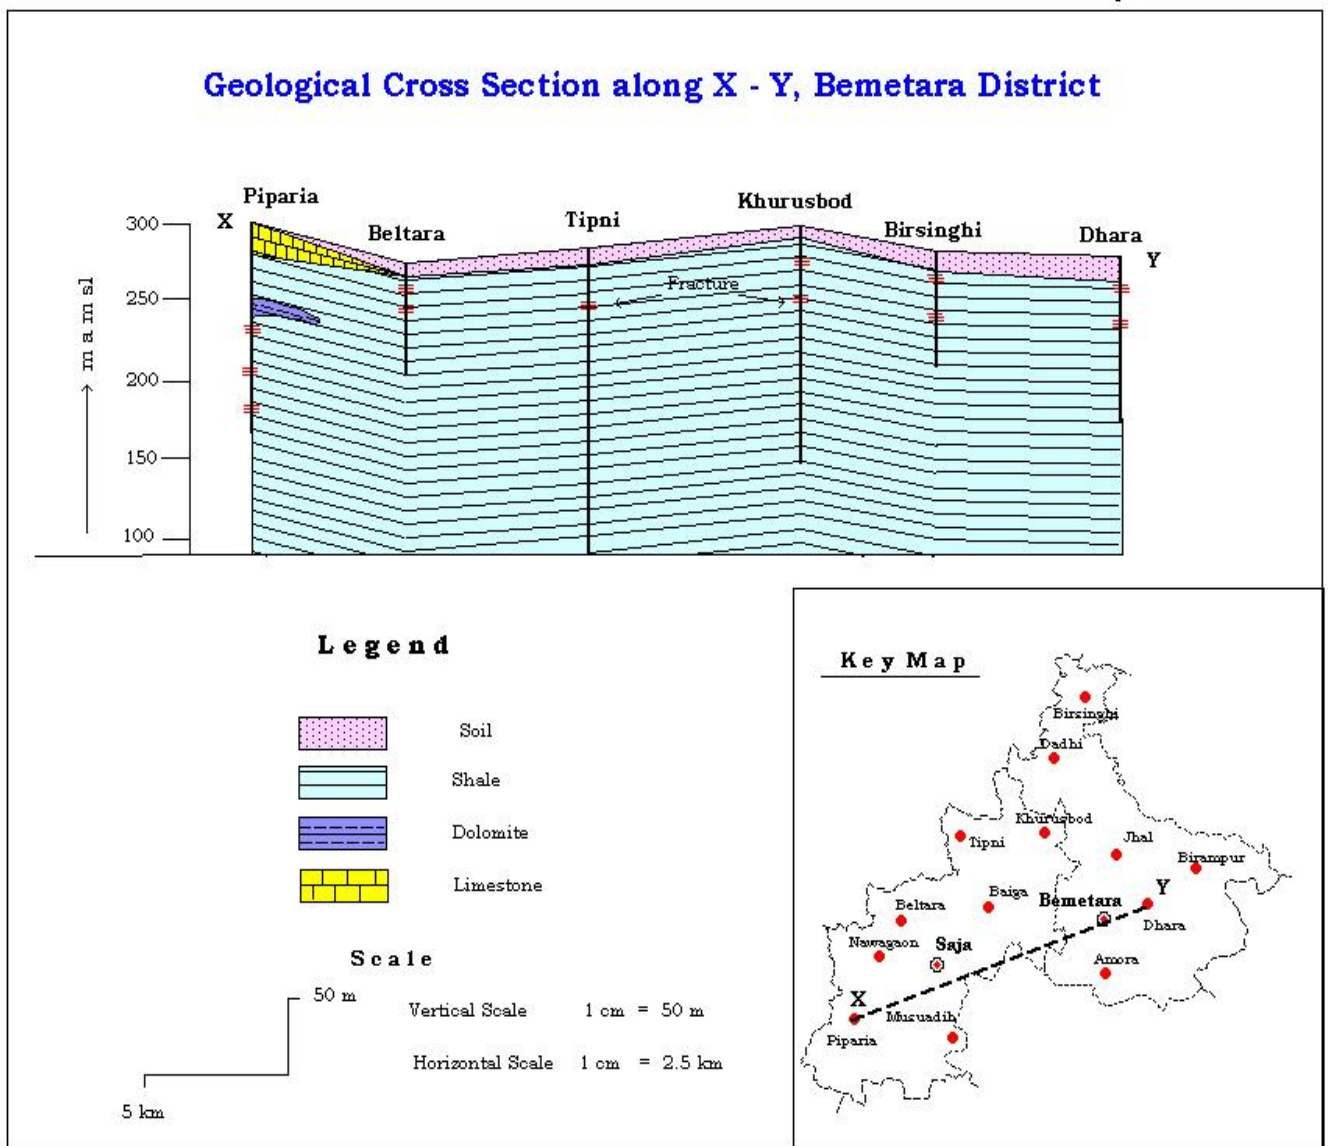 Geological Cross Section along X - Y, Bemetara District
Piparia
X
Beltara
Tipni
Khurusbod
Birsinghi
Dhara
Y
300
250
200
150
100
m a m sl
Fracture
Legend
Soil
Shale
Dolomite
Limestone
Scale
50 m
5 km
Vertical Scale 1 cm = 50 m
Horizontal Scale 1 cm = 2.5 km
Key Map
Birsinghi
Dadhi
Khurusbod
Tipni
Jhal
Birampur
Baiga
Beltara
Bemetara
Y
Dhara
Nawagaon
Saja
Amora
X
Musuadih
Piparia